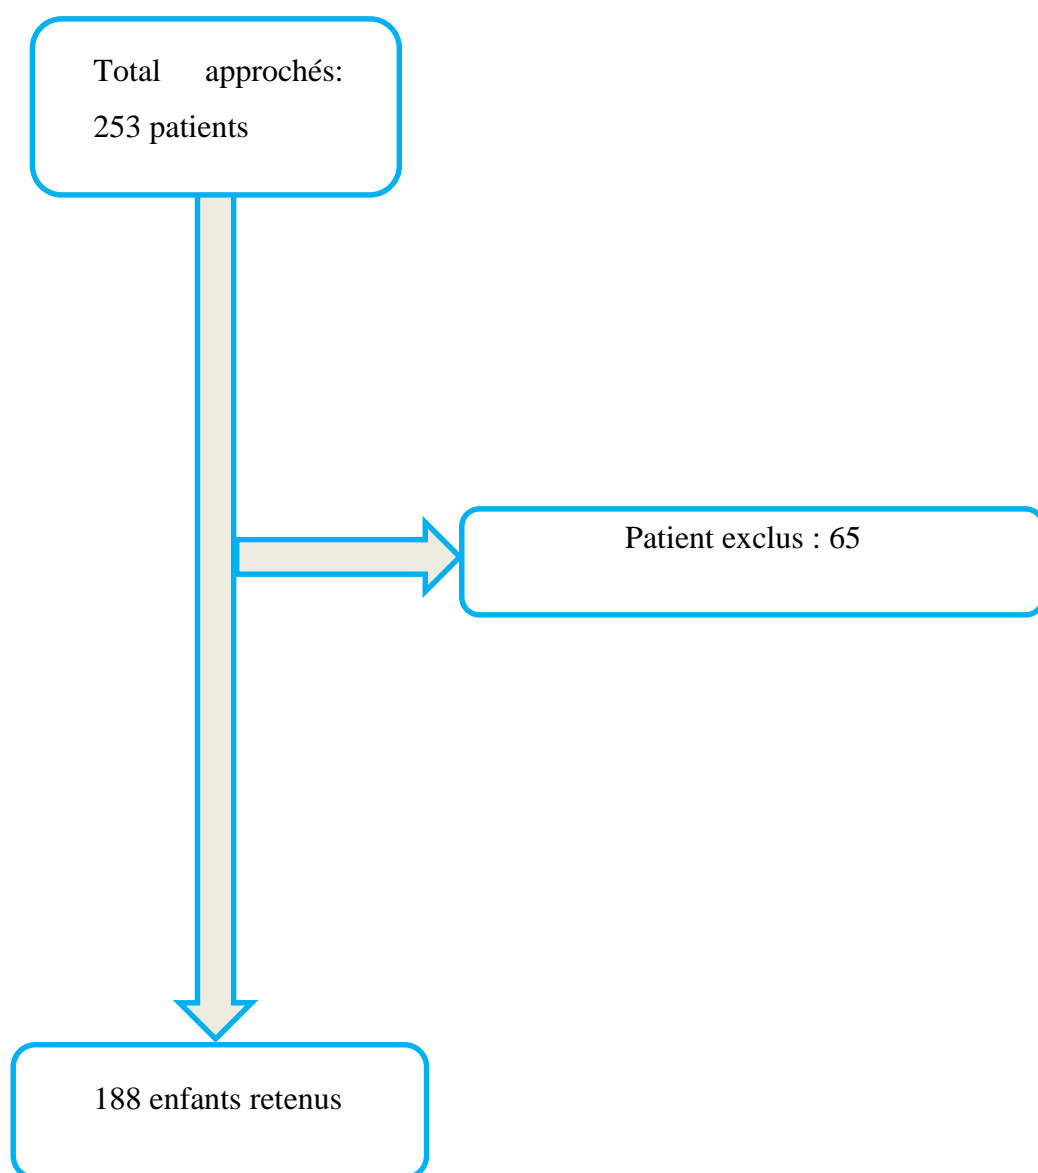 Total approchés:
253 patients
Patient exclus : 65
188 enfants retenus